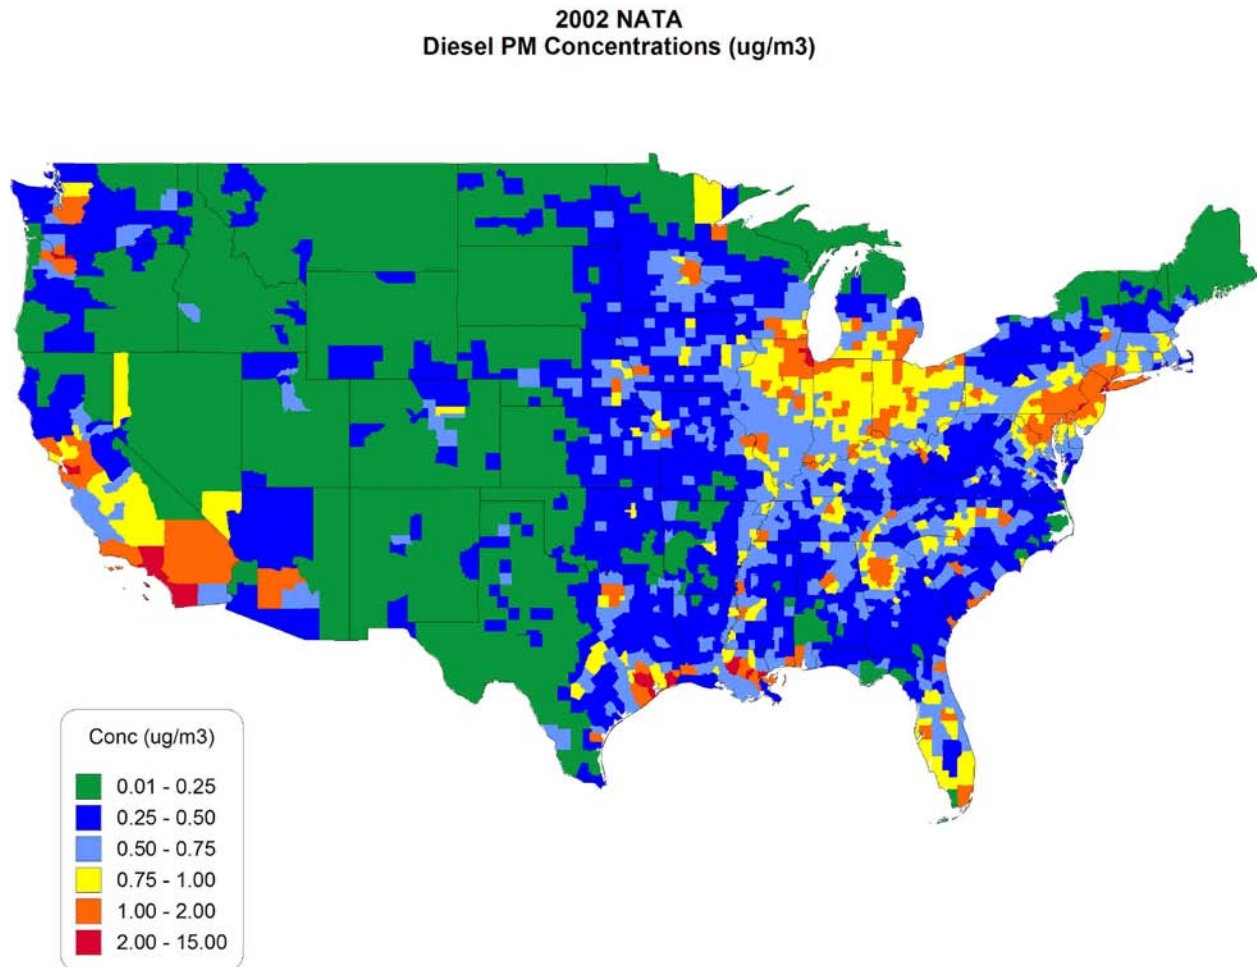 2002 NATA
Diesel PM Concentrations (ug/m3)
Conc (ug/m3)
0.01 - 0.25
0.25 - 0.50
0.50 - 0.75
0.75 - 1.00
1.00 - 2.00
2.00 - 15.00